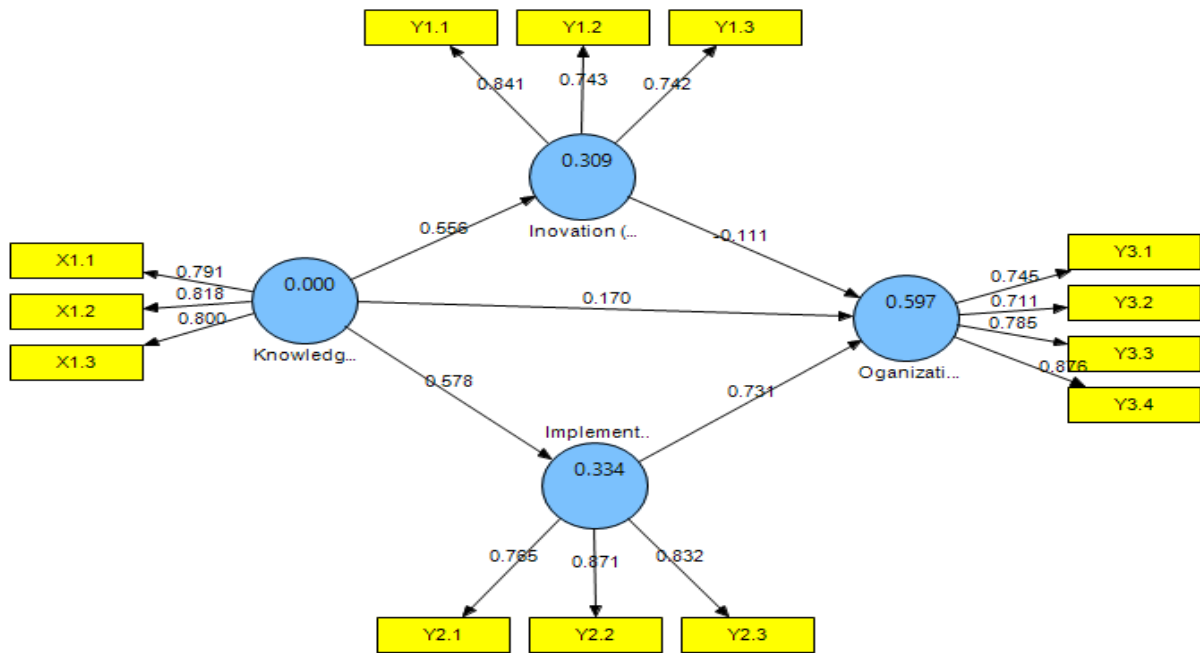 Y1.1 Y1.2 Y1.3
0.841 0.743 0.742
0.309
Inovation (...
0.556
-0.111
X1.1
X1.2
X1.3
0.791
0.818
0.800
0.000
Knowledg...
0.170
0.597
Oganizati...
0.745
0.711
0.785
0.876
Y3.1
Y3.2
Y3.3
Y3.4
0.578
0.731
Implement..
0.334
0.765 0.871 0.832
Y2.1 Y2.2 Y2.3